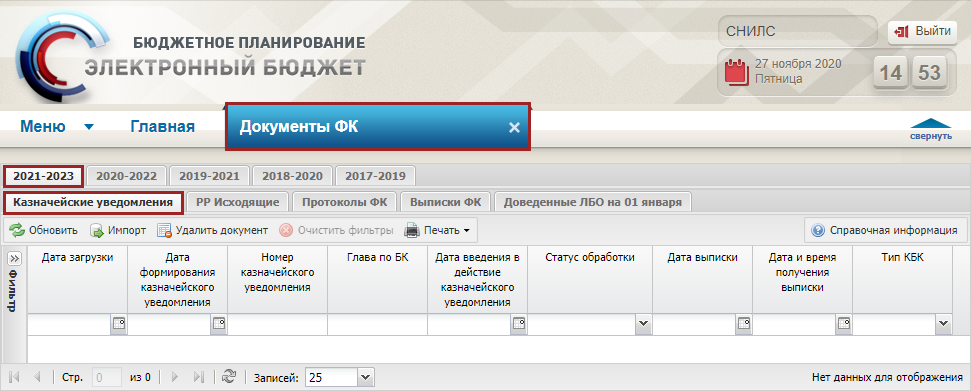 БЮДЖЕТНОЕ ПЛАНИРОВАНИЕ
ЭЛЕКТРОННЫЙ БЮДЖЕТ
СНИЛС
Выйти
27 ноября 2020
Пятница
14 53
Меню Главная Документы ФК
свернуть
2021-2023 2020-2022 2019-2021 2018-2020 2017-2019
Казначейские уведомления РР Исходящие Протоколы ФК Выписки ФК Доведенные ЛБО на 01 января
Обновить Импорт Удалить документ Очистить фильтры Печать Справочная информация
Фильтр
Дата загрузки
Дата формирования казначейского уведомления
Номер казначейского уведомления
Глава по БК
Дата введения в действие казначейского уведомления
Статус обработки
Дата выписки
Дата и время получения выписки
Тип КБК
Стр. 0 из 0 Записей: 25 Нет данных для отображения